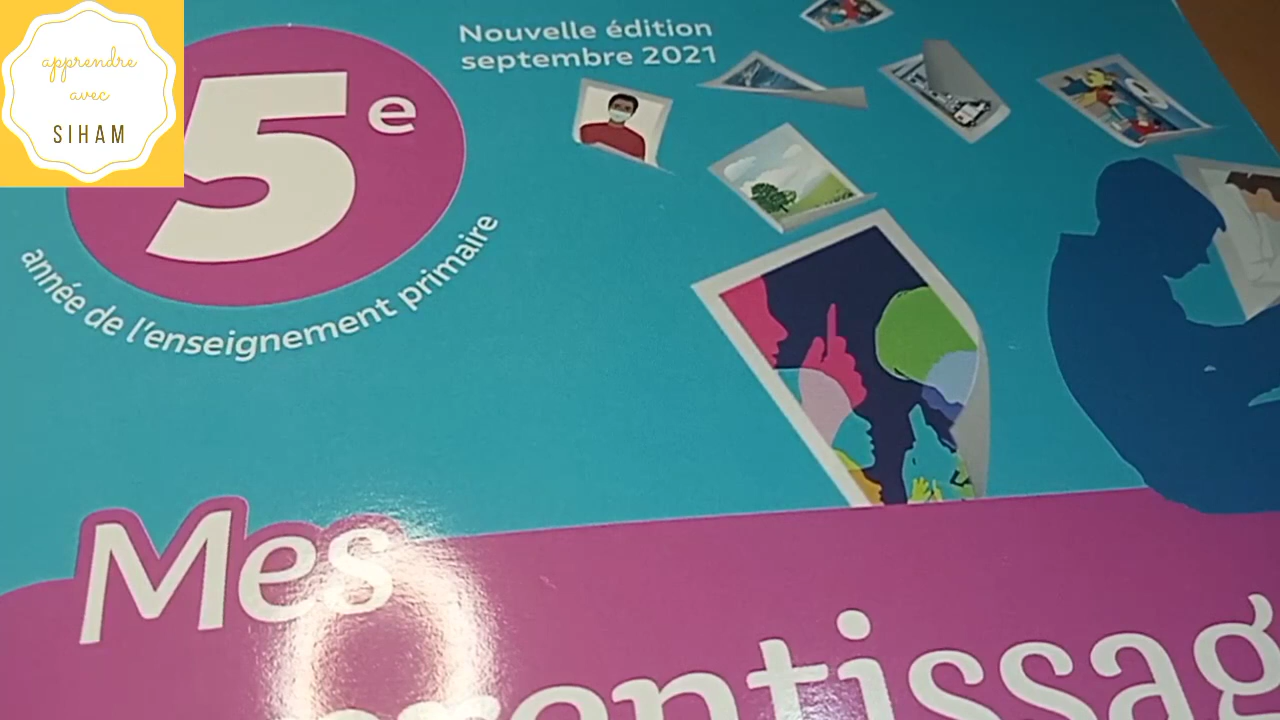 apprendre
avec
SIHAM
Nouvelle édition
septembre 2021
5e
année de l'enseignement primaire
Mes